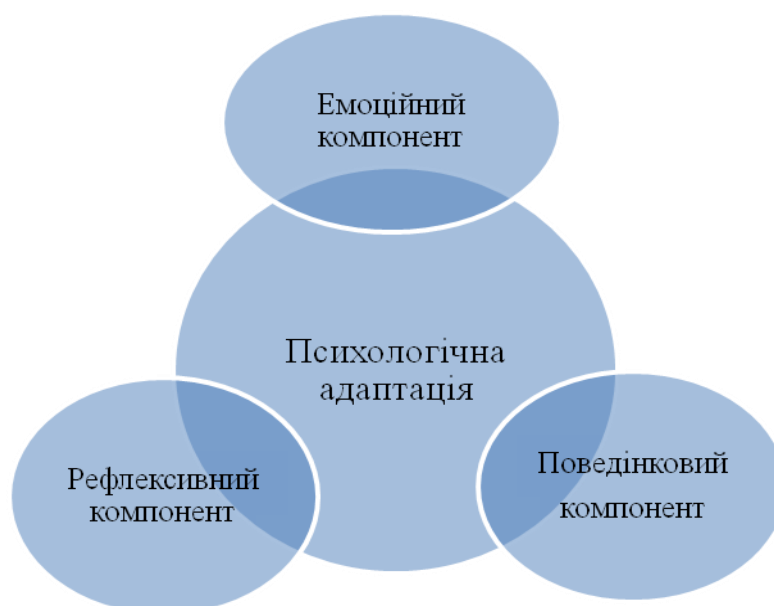 Емоційний
компонент
Психологічна
адаптація
Рефлексивний
компонент
Поведінковий
компонент